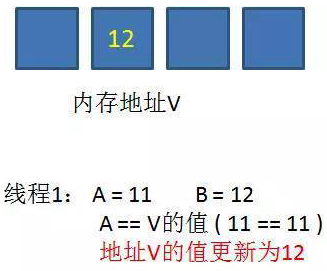 12
内存地址V
线程1： A = 11 B = 12
A == V的值 ( 11 == 11 )
地址V的值更新为12